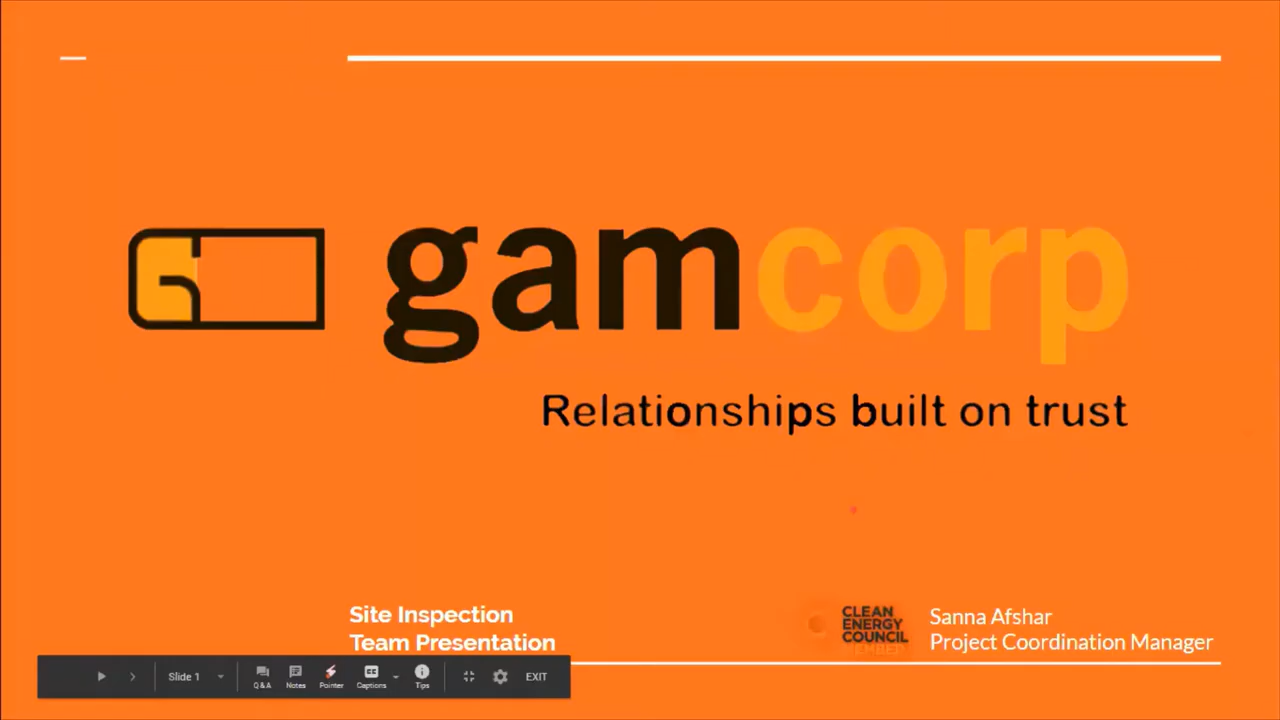 gamcorp
Relationships built on trust
Site Inspection
Team Presentation
CLEAN
ENERGY
COUNCIL
MEMBER
Sanna Afshar
Project Coordination Manager
Slide 1
Q&A
Notes
Pointer
Captions
Tips
EXIT